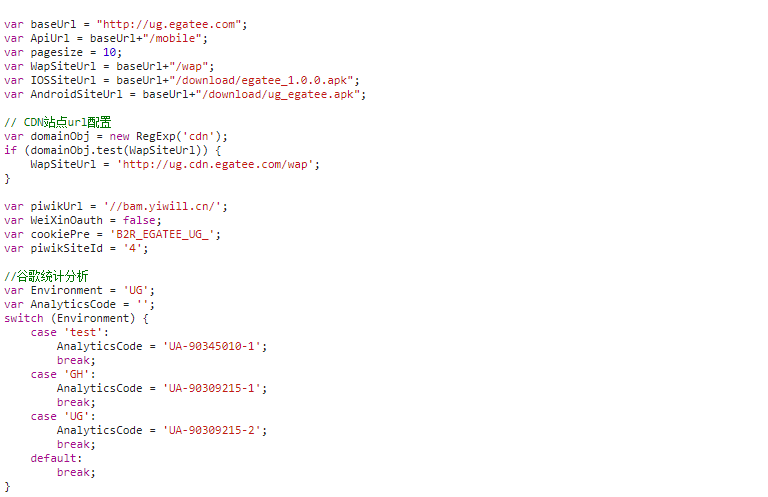 var baseUrl = "http://ug.egatee.com";
var ApiUrl = baseUrl+"/mobile";
var pagesize = 10;
var WapSiteUrl = baseUrl+"/wap";
var IOSSiteUrl = baseUrl+"/download/egatee_1.0.0.apk";
var AndroidSiteUrl = baseUrl+"/download/ug_egatee.apk";
// CDN站点url配置
var domainObj = new RegExp('cdn');
if (domainObj.test(WapSiteUrl)) {
    WapSiteUrl = 'http://ug.cdn.egatee.com/wap';
}
var piwikUrl = '//bam.yiwill.cn/';
var WeiXinOauth = false;
var cookiePre = 'B2R_EGATEE_UG_';
var piwikSiteId = '4';
//谷歌统计分析
var Environment = 'UG';
var AnalyticsCode = '';
switch (Environment) {
    case 'test':
        AnalyticsCode = 'UA-90345010-1';
        break;
    case 'GH':
        AnalyticsCode = 'UA-90309215-1';
        break;
    case 'UG':
        AnalyticsCode = 'UA-90309215-2';
        break;
    default:
        break;
}